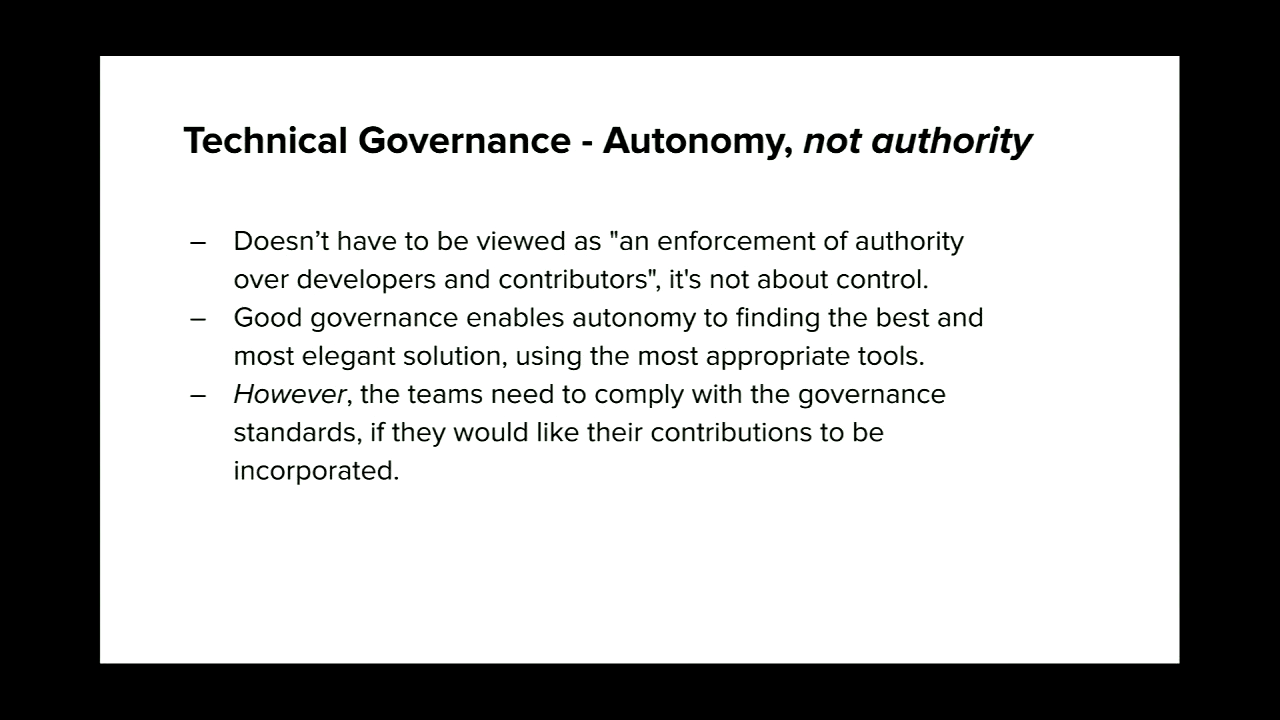 Technical Governance - Autonomy, not authority
– Doesn’t have to be viewed as "an enforcement of authority
over developers and contributors", it's not about control.
– Good governance enables autonomy to finding the best and
most elegant solution, using the most appropriate tools.
– However, the teams need to comply with the governance
standards, if they would like their contributions to be
incorporated.